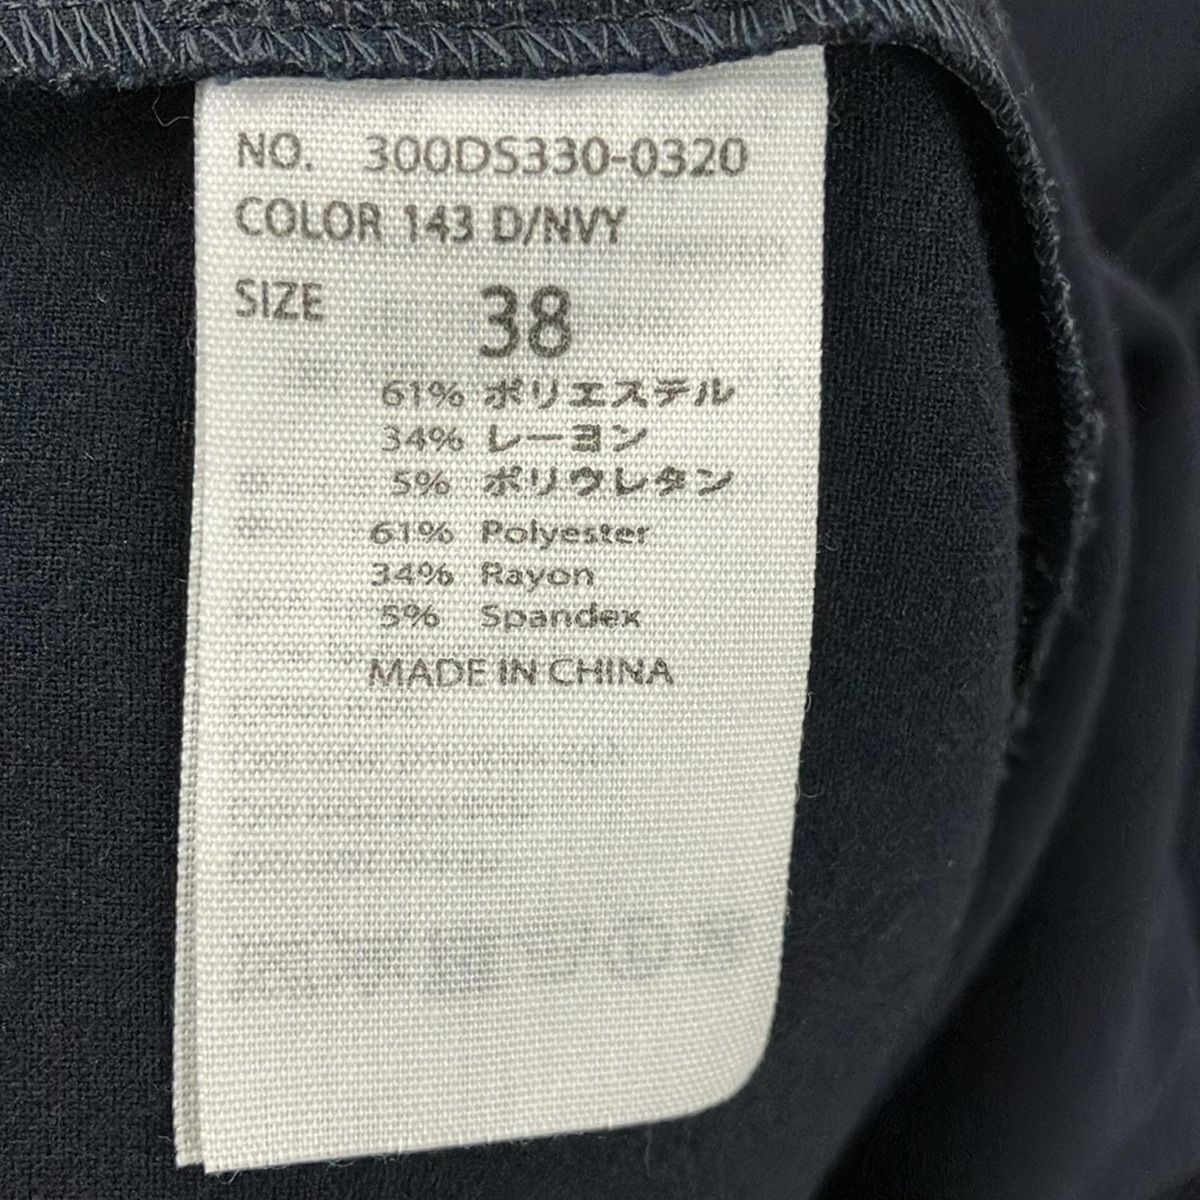 NO. 300DS330-0320
COLOR 143 D/NVY
SIZE 38
61% ポリエステル
34% レーヨン
5% ポリウレタン
61% Polyester
34% Rayon
5% Spandex
MADE IN CHINA